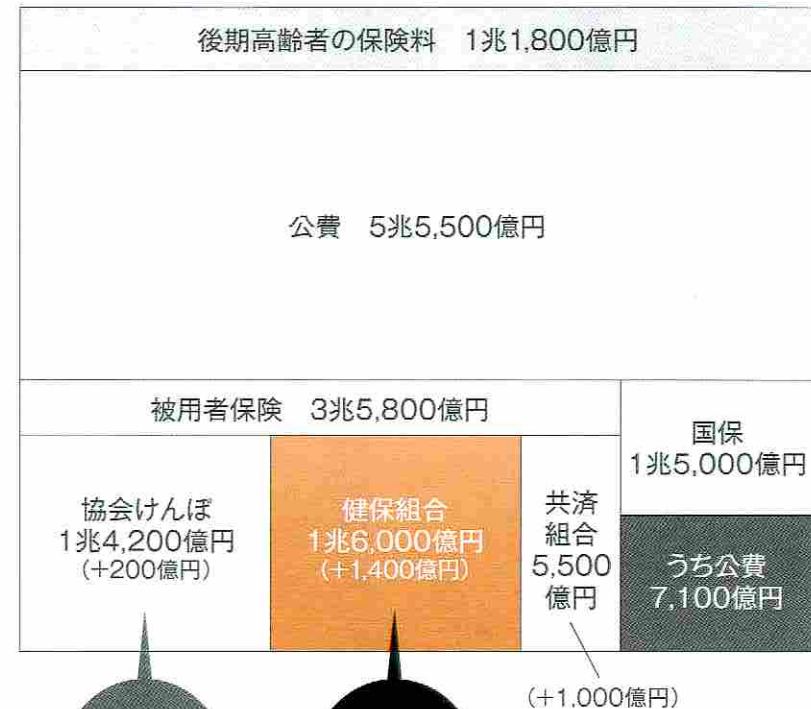 後期高齢者の保険料　1兆1,800億円
公費　5兆5,500億円
被用者保険　3兆5,800億円
国保
1兆5,000億円
協会けんぽ
1兆4,200億円
(+200億円)
健保組合
1兆6,000億円
(+1,400億円)
共済
組合
5,500
億円
うち公費
7,100億円
(+1,000億円)